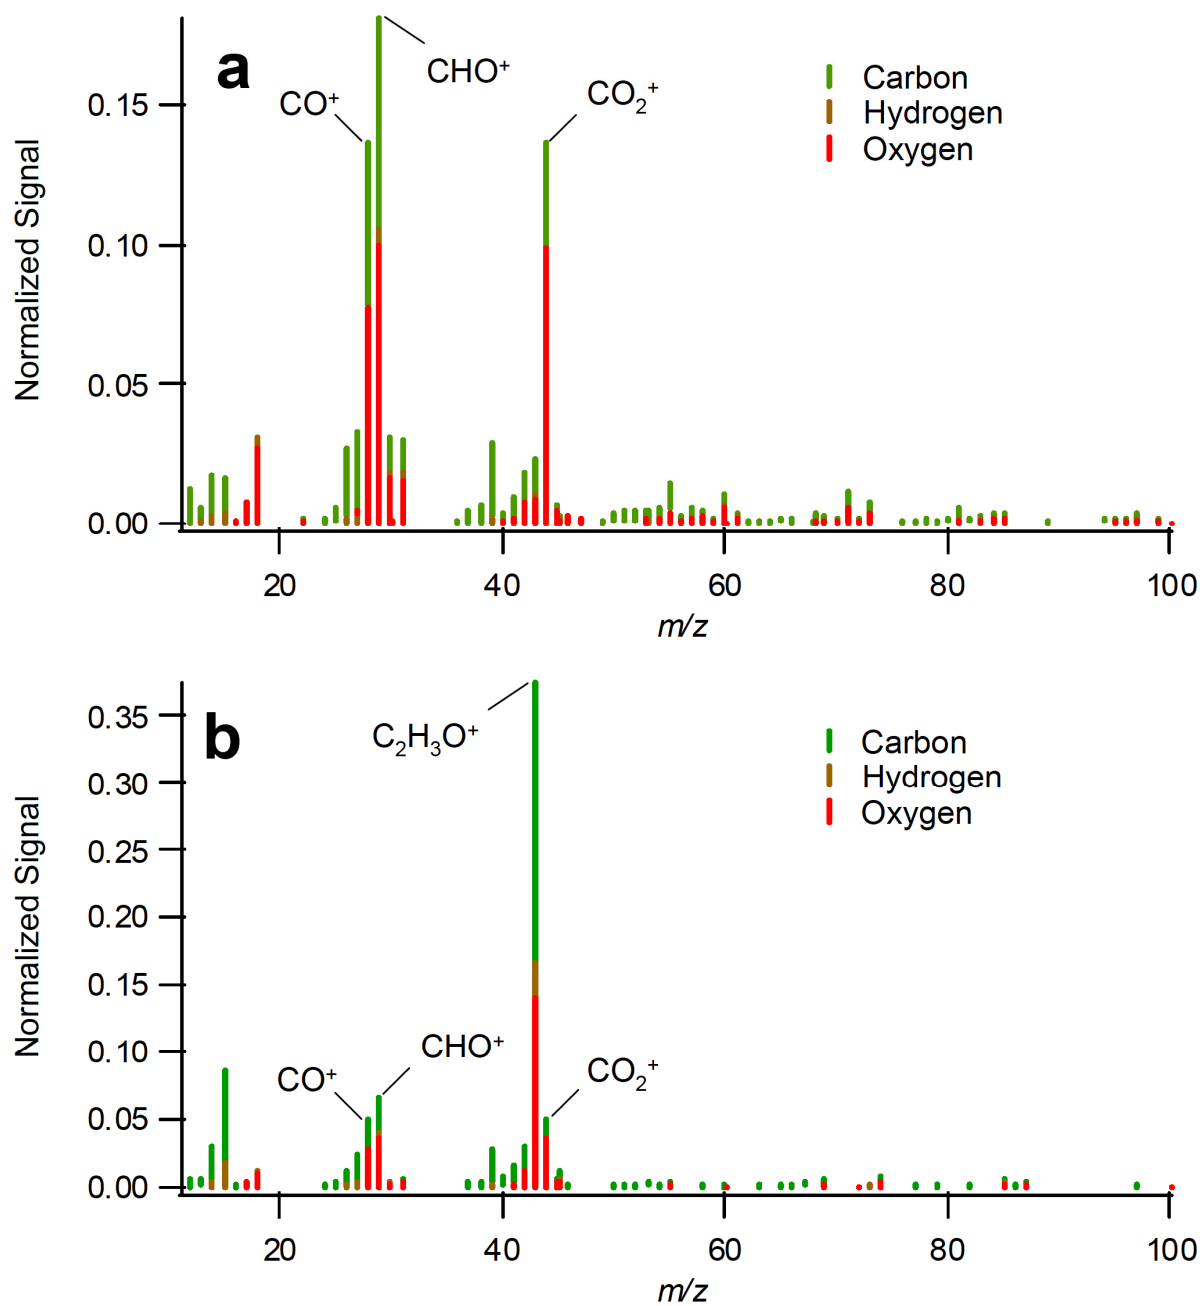 a
CHO⁺
CO⁺
CO₂⁺
Carbon
Hydrogen
Oxygen
Normalized Signal
0.15
0.10
0.05
0.00
20 40 60 80 100
m/z
b
C₂H₃O⁺
Carbon
Hydrogen
Oxygen
CHO⁺
CO⁺
CO₂⁺
Normalized Signal
0.35
0.30
0.25
0.20
0.15
0.10
0.05
0.00
20 40 60 80 100
m/z